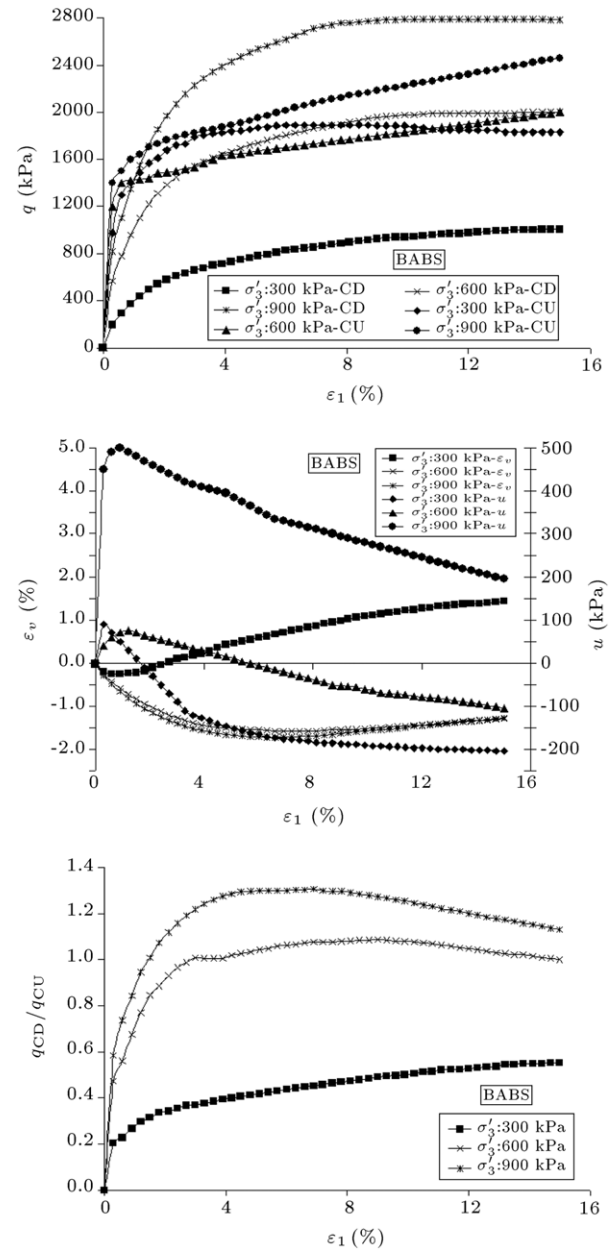 2800
2400
2000
1600
1200
800
400
0
q (kPa)
BABS
σ′3:300 kPa-CD
σ′3:600 kPa-CD
σ′3:900 kPa-CD
σ′3:300 kPa-CU
σ′3:600 kPa-CU
σ′3:900 kPa-CU
0 4 8 12 16
ε1 (%)
5.0
4.0
3.0
2.0
1.0
0.0
-1.0
-2.0
εv (%)
BABS
σ′3:300 kPa-εv
σ′3:600 kPa-εv
σ′3:900 kPa-εv
σ′3:300 kPa-u
σ′3:600 kPa-u
σ′3:900 kPa-u
500
400
300
200
100
0
-100
-200
u (kPa)
0 4 8 12 16
ε1 (%)
1.4
1.2
1.0
0.8
0.6
0.4
0.2
0.0
qCD/qCU
BABS
σ′3:300 kPa
σ′3:600 kPa
σ′3:900 kPa
0 4 8 12 16
ε1 (%)